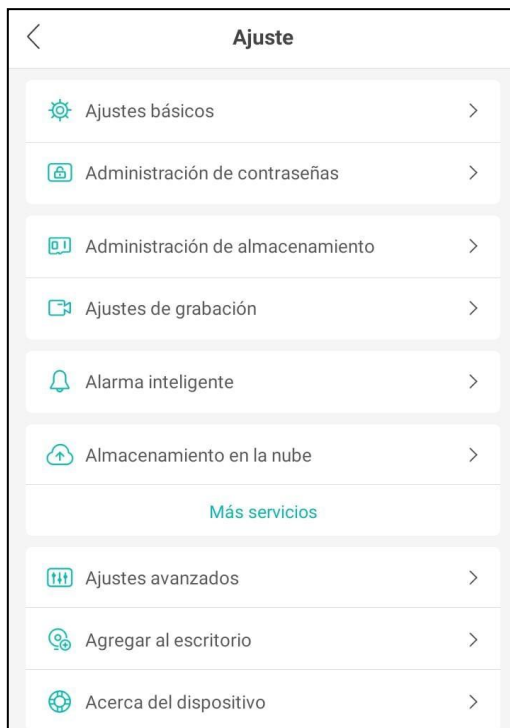 Ajuste
Ajustes básicos
Administración de contraseñas
Administración de almacenamiento
Ajustes de grabación
Alarma inteligente
Almacenamiento en la nube
Más servicios
Ajustes avanzados
Agregar al escritorio
Acerca del dispositivo